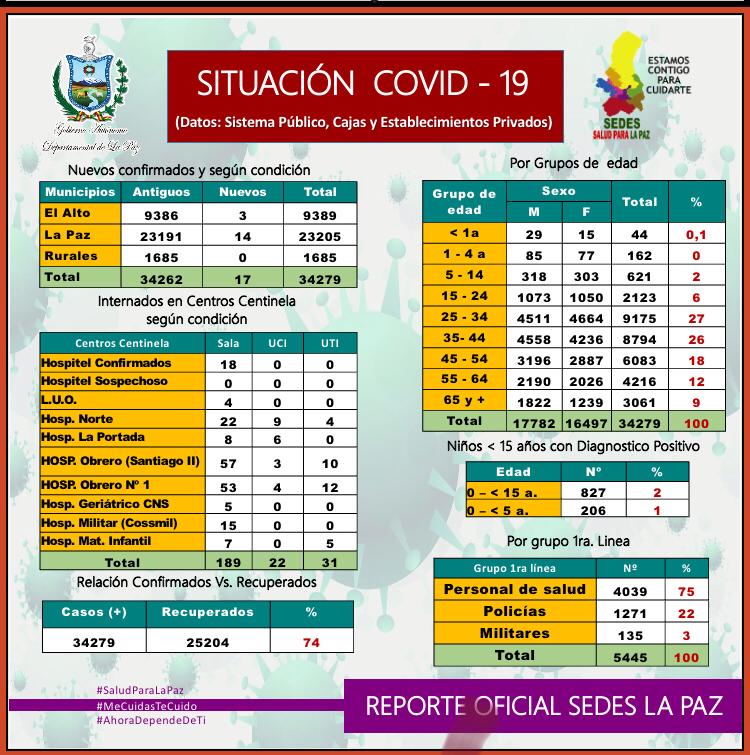 SITUACIÓN COVID - 19
(Datos: Sistema Público, Cajas y Establecimientos Privados)
Gobierno Autónomo
Departamental de La Paz
ESTAMOS
CONTIGO
PARA
CUIDARTE
SEDES
SALUD PARA LA PAZ
Nuevos confirmados y según condición
Municipios Antiguos Nuevos Total
El Alto 9386 3 9389
La Paz 23191 14 23205
Rurales 1685 0 1685
Total 34262 17 34279
Internados en Centros Centinela
según condición
Centros Centinela Sala UCI UTI
Hospitel Confirmados 18 0 0
Hospitel Sospechoso 0 0 0
L.U.O. 4 0 0
Hosp. Norte 22 9 4
Hosp. La Portada 8 6 0
HOSP. Obrero (Santiago II) 57 3 10
HOSP. Obrero Nº 1 53 4 12
Hosp. Geriátrico CNS 5 0 0
Hosp. Militar (Cossmil) 15 0 0
Hosp. Mat. Infantil 7 0 5
Total 189 22 31
Relación Confirmados Vs. Recuperados
Casos (+) Recuperados %
34279 25204 74
Por Grupos de edad
Grupo de edad Sexo Total %
M F
< 1a 29 15 44 0,1
1 - 4 a 85 77 162 0
5 - 14 318 303 621 2
15 - 24 1073 1050 2123 6
25 - 34 4511 4664 9175 27
35- 44 4558 4236 8794 26
45 - 54 3196 2887 6083 18
55 - 64 2190 2026 4216 12
65 y + 1822 1239 3061 9
Total 17782 16497 34279 100
Niños < 15 años con Diagnostico Positivo
Edad Nº %
0 – < 15 a. 827 2
0 – < 5 a. 206 1
Por grupo 1ra. Linea
Grupo 1ra línea Nº %
Personal de salud 4039 75
Policías 1271 22
Militares 135 3
Total 5445 100
#SaludParaLaPaz
#MeCuidasTeCuido
#AhoraDependeDeTi
REPORTE OFICIAL SEDES LA PAZ